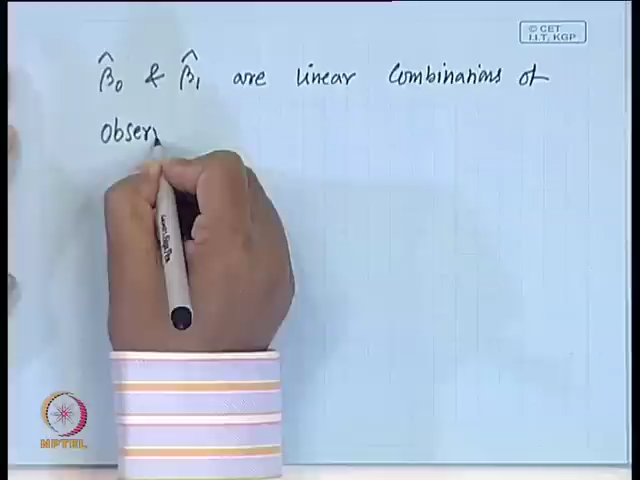 © CET
I.I.T. KGP
β̂₀ & β̂₁ are linear Combinations of
obser
NPTEL